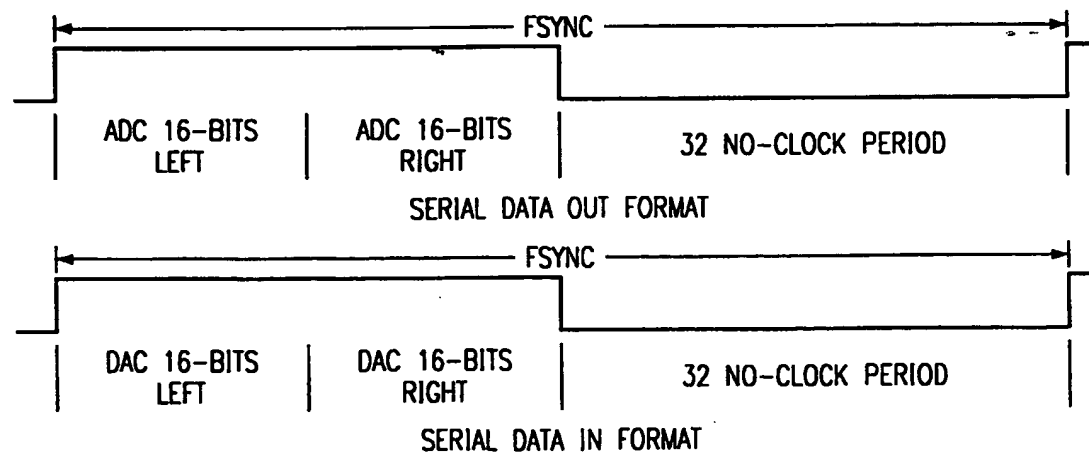 FSYNC
ADC 16-BITS LEFT
ADC 16-BITS RIGHT
32 NO-CLOCK PERIOD
SERIAL DATA OUT FORMAT
FSYNC
DAC 16-BITS LEFT
DAC 16-BITS RIGHT
32 NO-CLOCK PERIOD
SERIAL DATA IN FORMAT